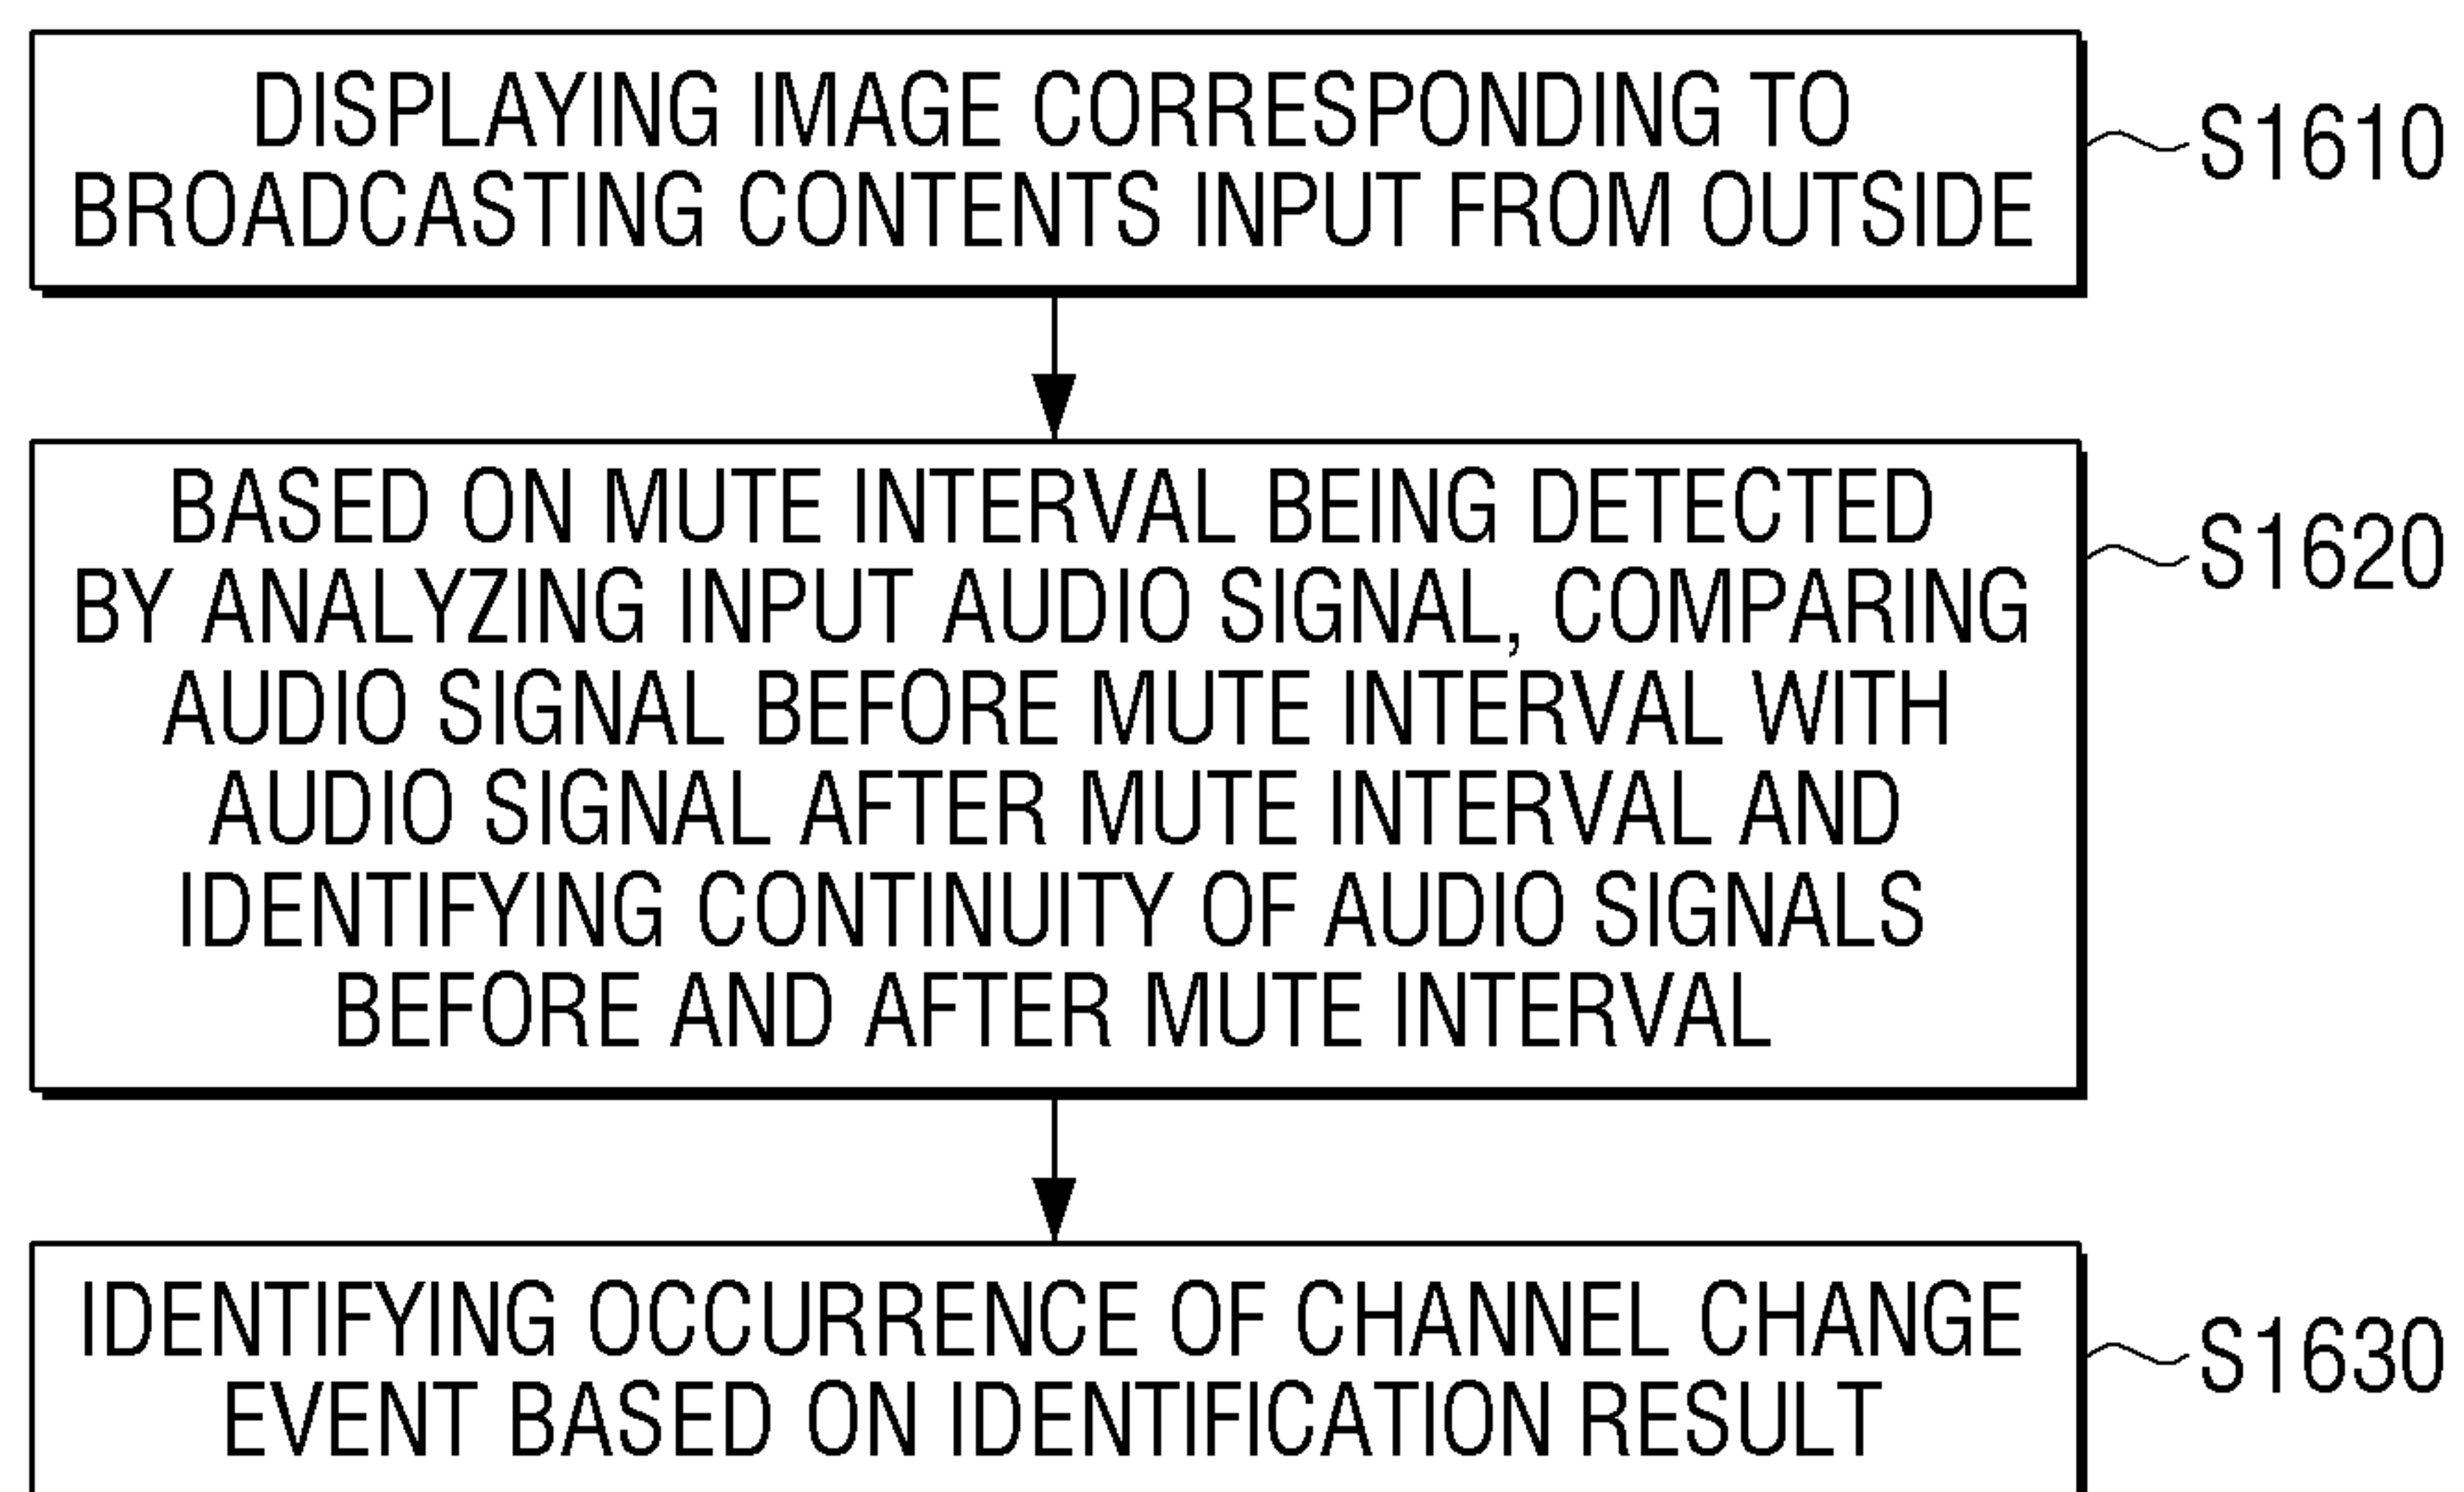 DISPLAYING IMAGE CORRESPONDING TO
BROADCASTING CONTENTS INPUT FROM OUTSIDE
S1610
BASED ON MUTE INTERVAL BEING DETECTED
BY ANALYZING INPUT AUDIO SIGNAL, COMPARING
AUDIO SIGNAL BEFORE MUTE INTERVAL WITH
AUDIO SIGNAL AFTER MUTE INTERVAL AND
IDENTIFYING CONTINUITY OF AUDIO SIGNALS
BEFORE AND AFTER MUTE INTERVAL
S1620
IDENTIFYING OCCURRENCE OF CHANNEL CHANGE
EVENT BASED ON IDENTIFICATION RESULT
S1630